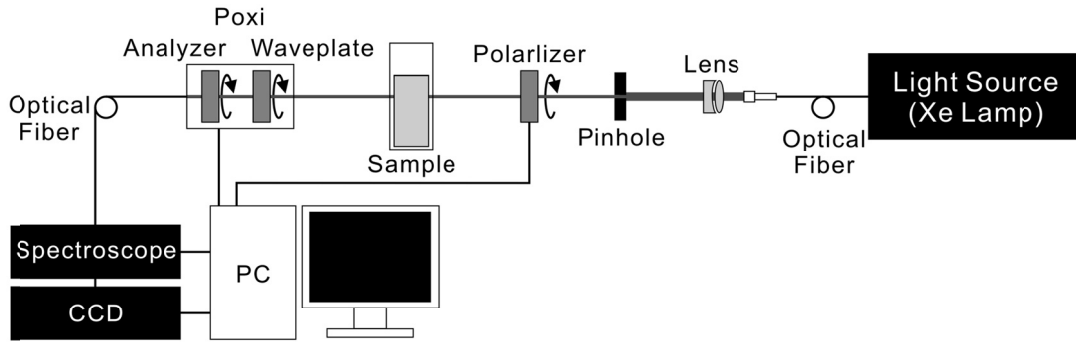 Poxi
Analyzer Waveplate
Polarlizer
Lens
Light Source
(Xe Lamp)
Optical
Fiber
Sample
Pinhole
Optical
Fiber
Spectroscope
PC
CCD